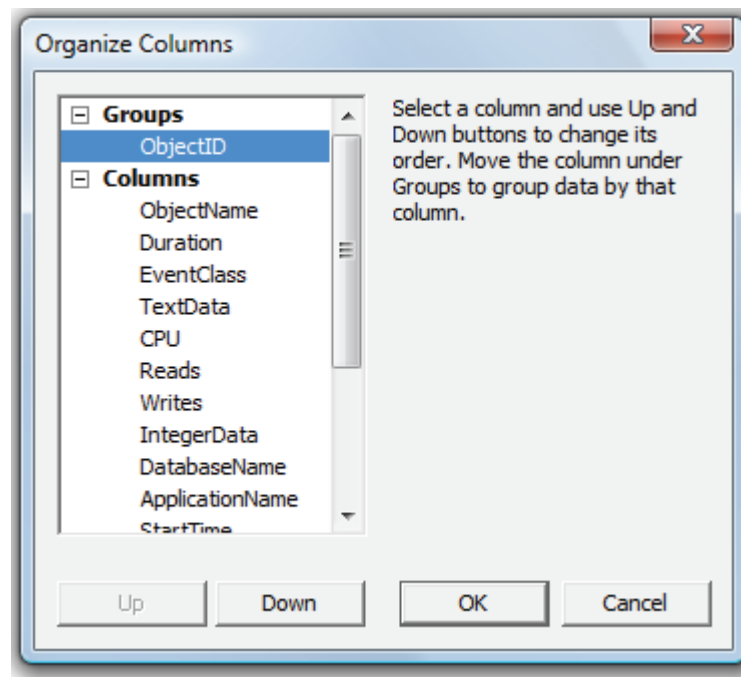 Organize Columns
Groups
ObjectID
Columns
ObjectName
Duration
EventClass
TextData
CPU
Reads
Writes
IntegerData
DatabaseName
ApplicationName
StartTime
Select a column and use Up and
Down buttons to change its
order. Move the column under
Groups to group data by that
column.
Up
Down
OK
Cancel